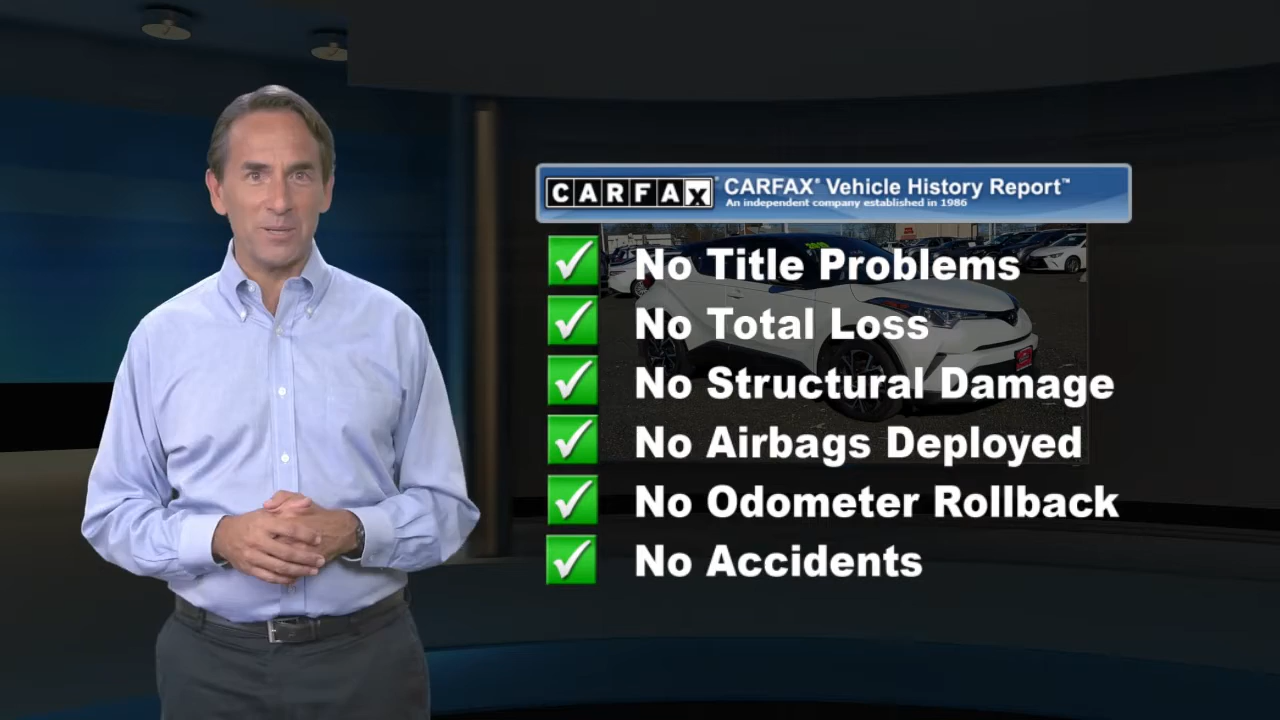 CARFAX
CARFAX® Vehicle History Report™
An independent company established in 1986
No Title Problems
No Total Loss
No Structural Damage
No Airbags Deployed
No Odometer Rollback
No Accidents